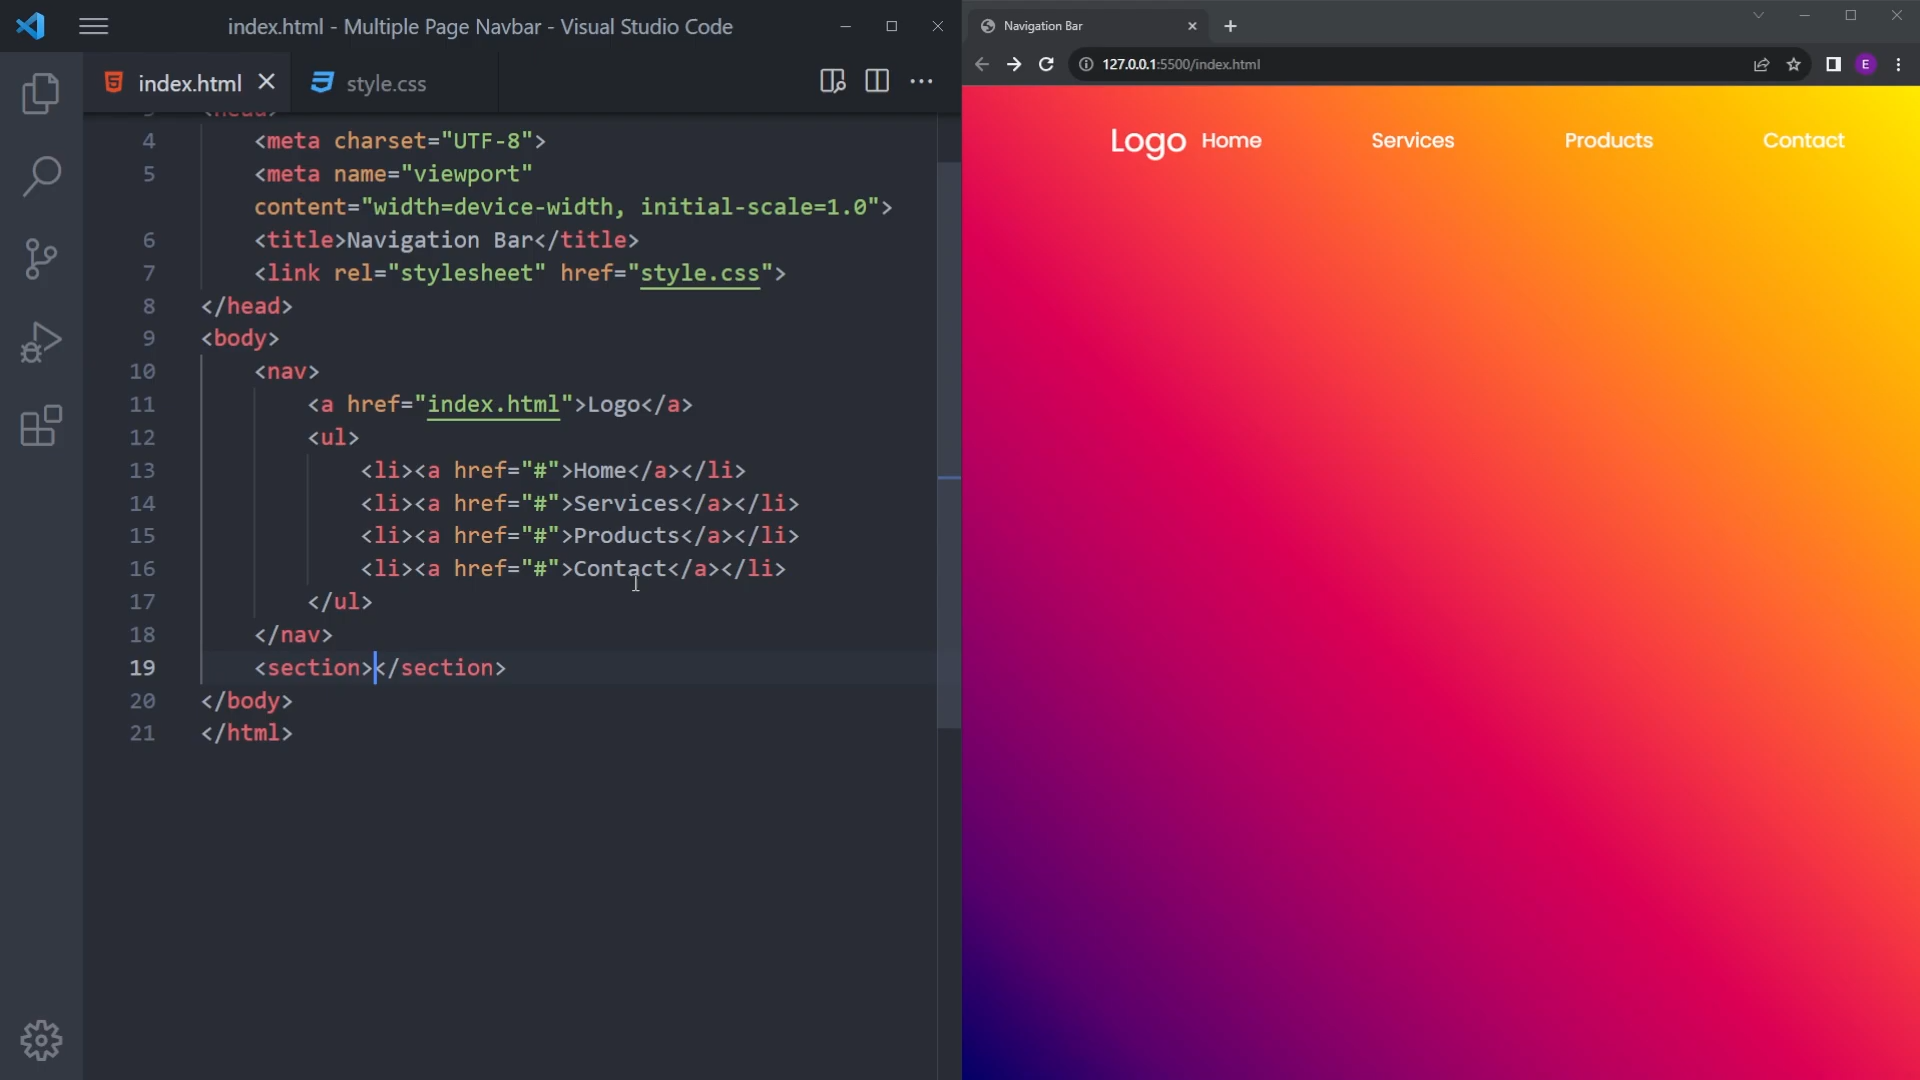 index.html - Multiple Page Navbar - Visual Studio Code
index.html
style.css
3 <head>
4 <meta charset="UTF-8">
5 <meta name="viewport"
content="width=device-width, initial-scale=1.0">
6 <title>Navigation Bar</title>
7 <link rel="stylesheet" href="style.css">
8 </head>
9 <body>
10 <nav>
11 <a href="index.html">Logo</a>
12 <ul>
13 <li><a href="#">Home</a></li>
14 <li><a href="#">Services</a></li>
15 <li><a href="#">Products</a></li>
16 <li><a href="#">Contact</a></li>
17 </ul>
18 </nav>
19 <section></section>
20 </body>
21 </html>
Navigation Bar
127.0.0.1:5500/index.html
E
Logo Home Services Products Contact